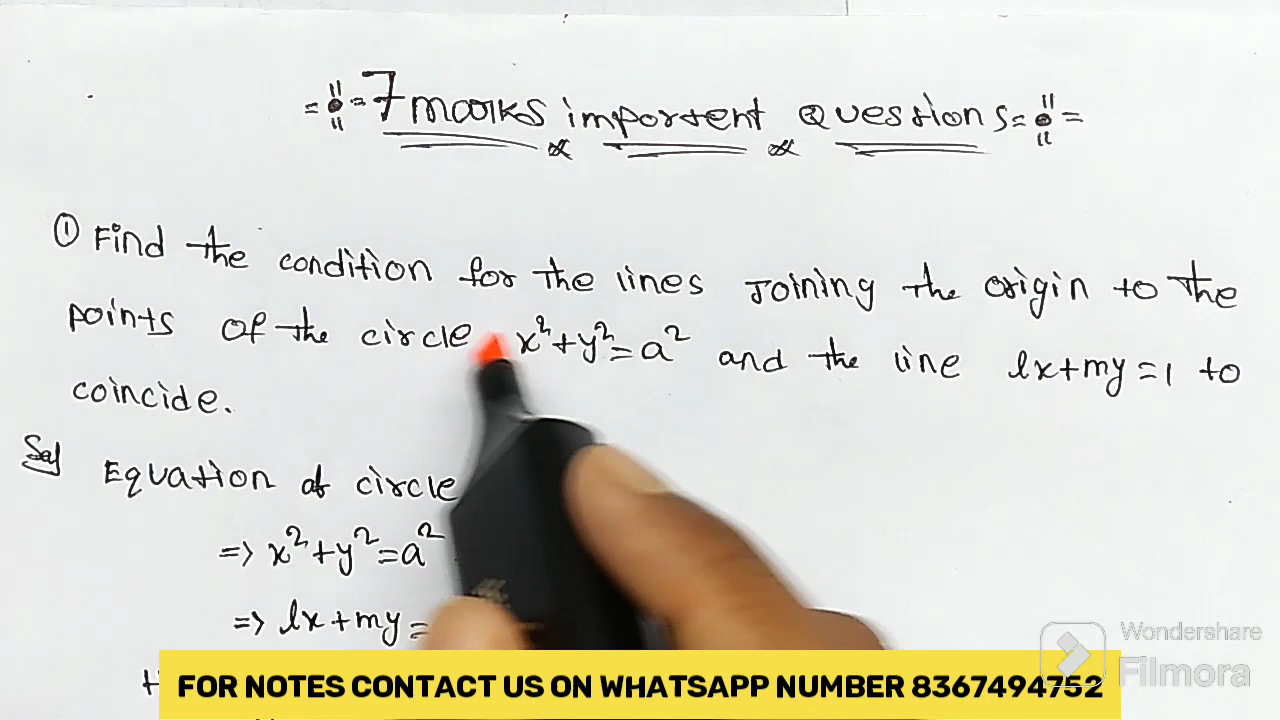 = 7 marks importent Questions =
① Find the condition for the lines Joining the origin to the
points of the circle x²+y²=a² and the line lx+my=1 to
coincide.
Sol Equation of circle
=> x²+y²=a²
=> lx+my=
FOR NOTES CONTACT US ON WHATSAPP NUMBER 8367494752
Wondershare
Filmora